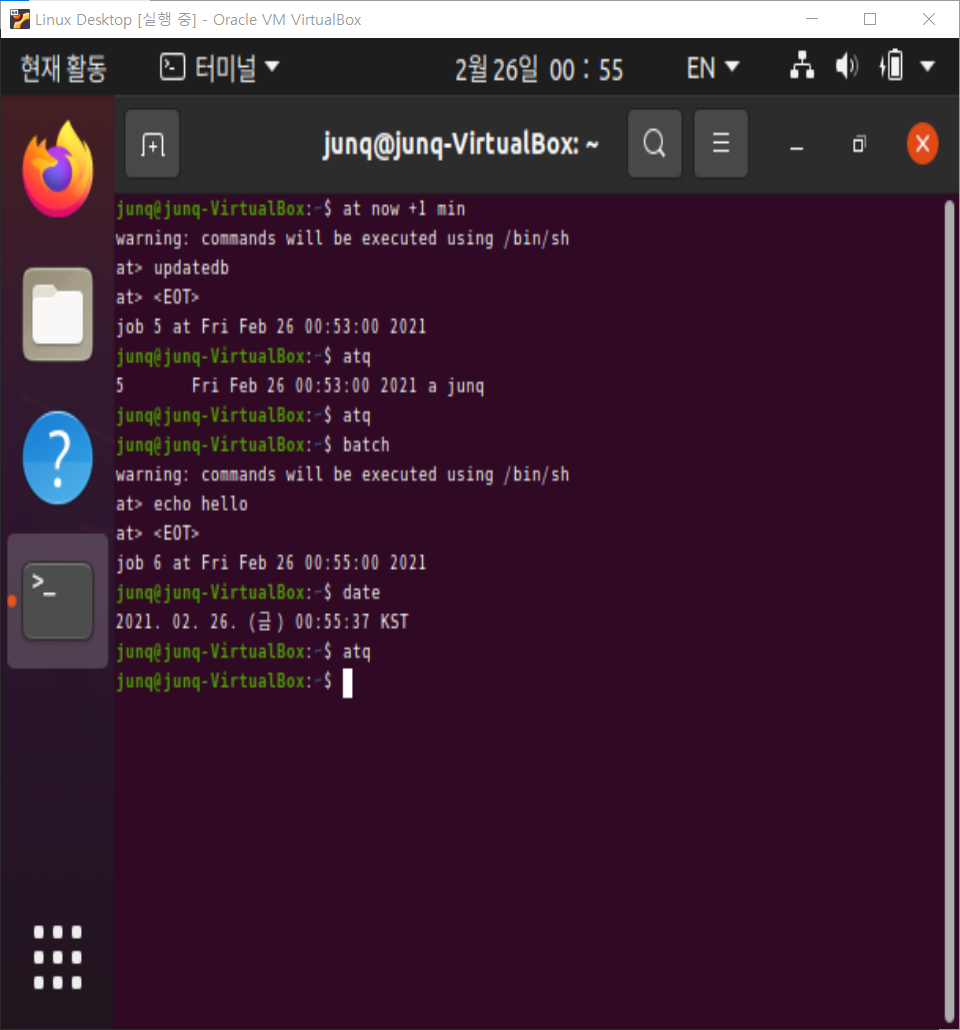 Linux Desktop [실행 중] - Oracle VM VirtualBox
현재 활동 터미널 2월 26일 00 : 55 EN
junq@junq-VirtualBox: ~
junq@junq-VirtualBox:~$ at now +1 min
warning: commands will be executed using /bin/sh
at> updatedb
at> <EOT>
job 5 at Fri Feb 26 00:53:00 2021
junq@junq-VirtualBox:~$ atq
5 Fri Feb 26 00:53:00 2021 a junq
junq@junq-VirtualBox:~$ atq
junq@junq-VirtualBox:~$ batch
warning: commands will be executed using /bin/sh
at> echo hello
at> <EOT>
job 6 at Fri Feb 26 00:55:00 2021
junq@junq-VirtualBox:~$ date
2021. 02. 26. (금) 00:55:37 KST
junq@junq-VirtualBox:~$ atq
junq@junq-VirtualBox:~$